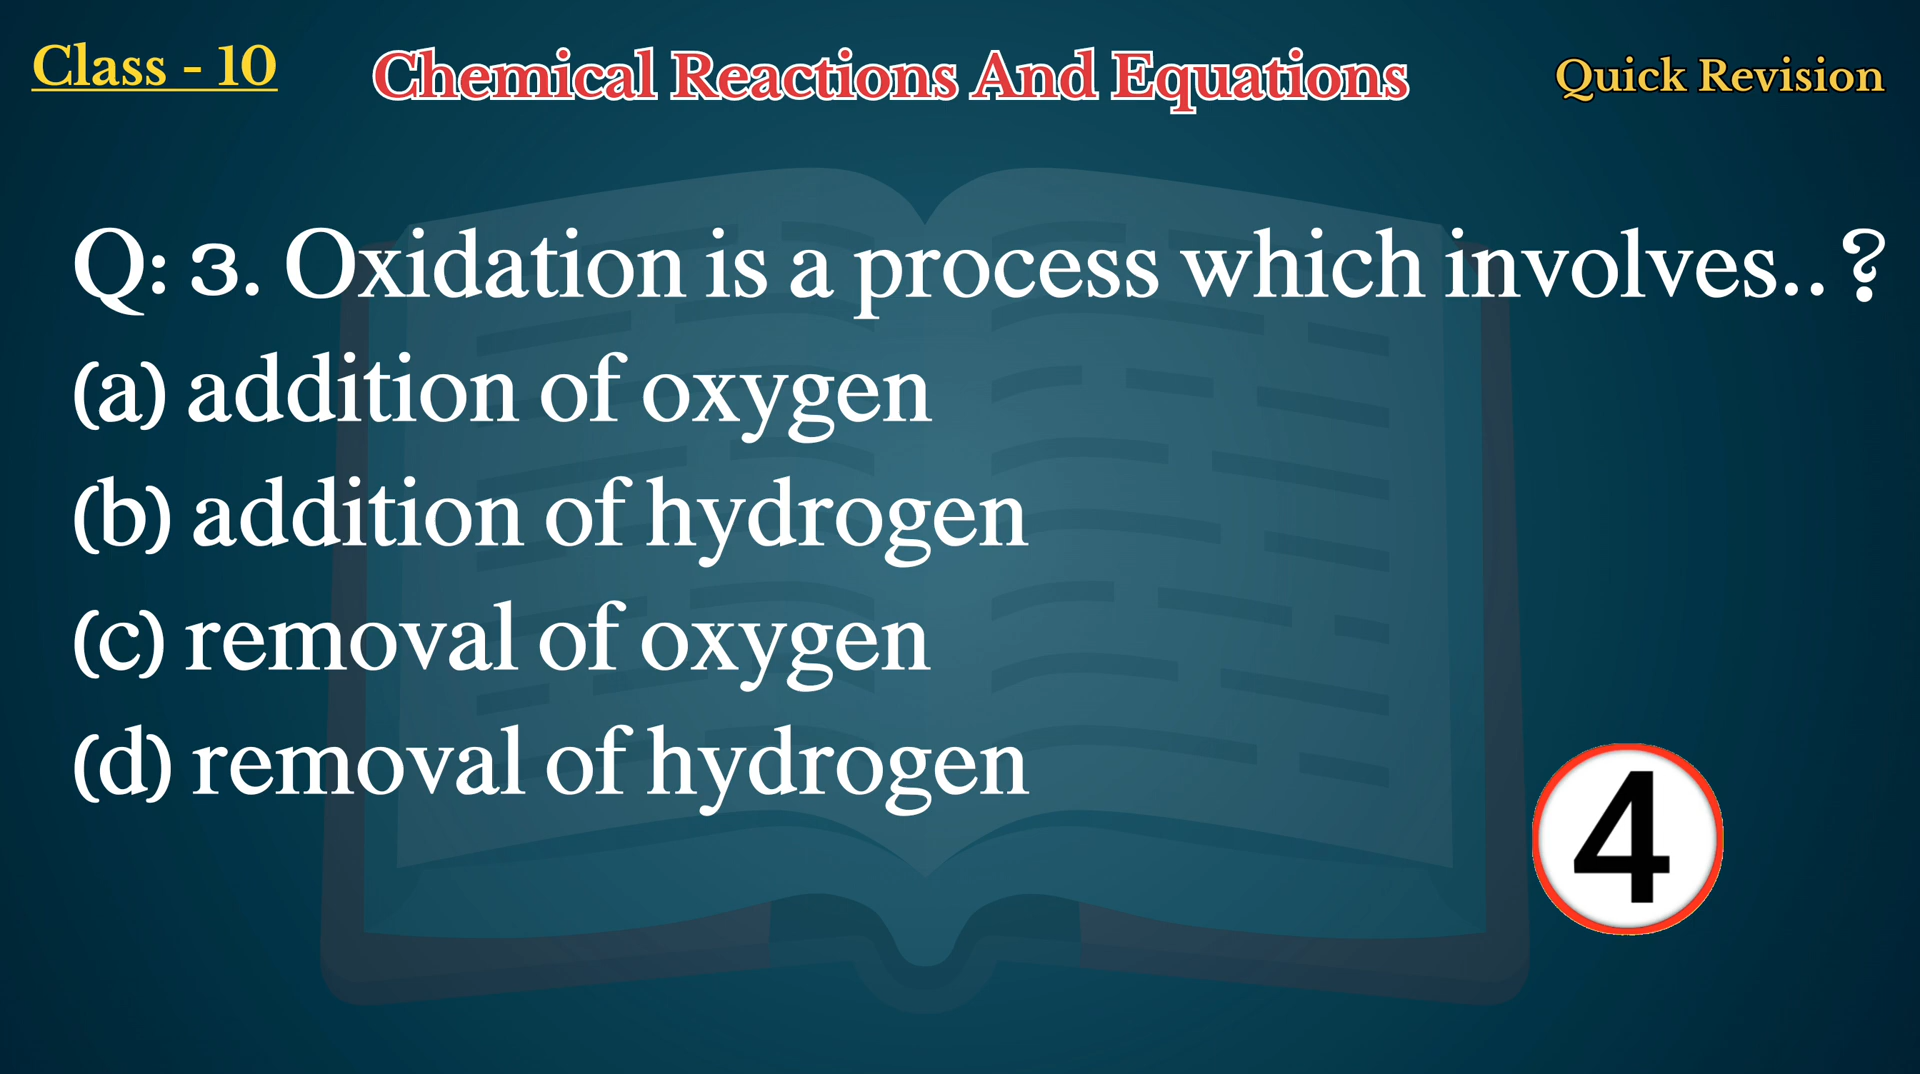 Class - 10
Chemical Reactions And Equations
Quick Revision
Q: 3. Oxidation is a process which involves..?
(a) addition of oxygen
(b) addition of hydrogen
(c) removal of oxygen
(d) removal of hydrogen
4